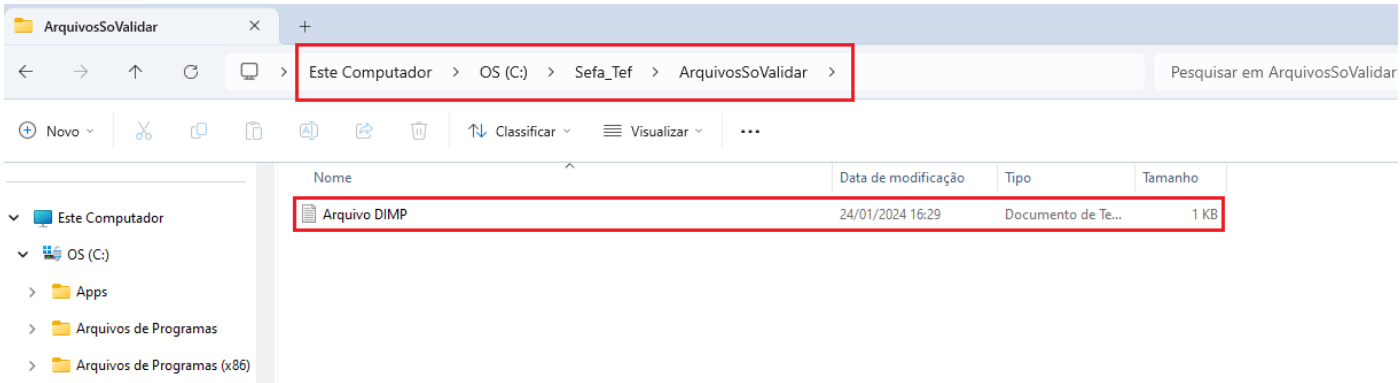 ArquivosSoValidar
Este Computador > OS (C:) > Sefa_Tef > ArquivosSoValidar >
Pesquisar em ArquivosSoValidar
Novo
Classificar
Visualizar
Nome Data de modificação Tipo Tamanho
Arquivo DIMP 24/01/2024 16:29 Documento de Te... 1 KB
Este Computador
OS (C:)
Apps
Arquivos de Programas
Arquivos de Programas (x86)